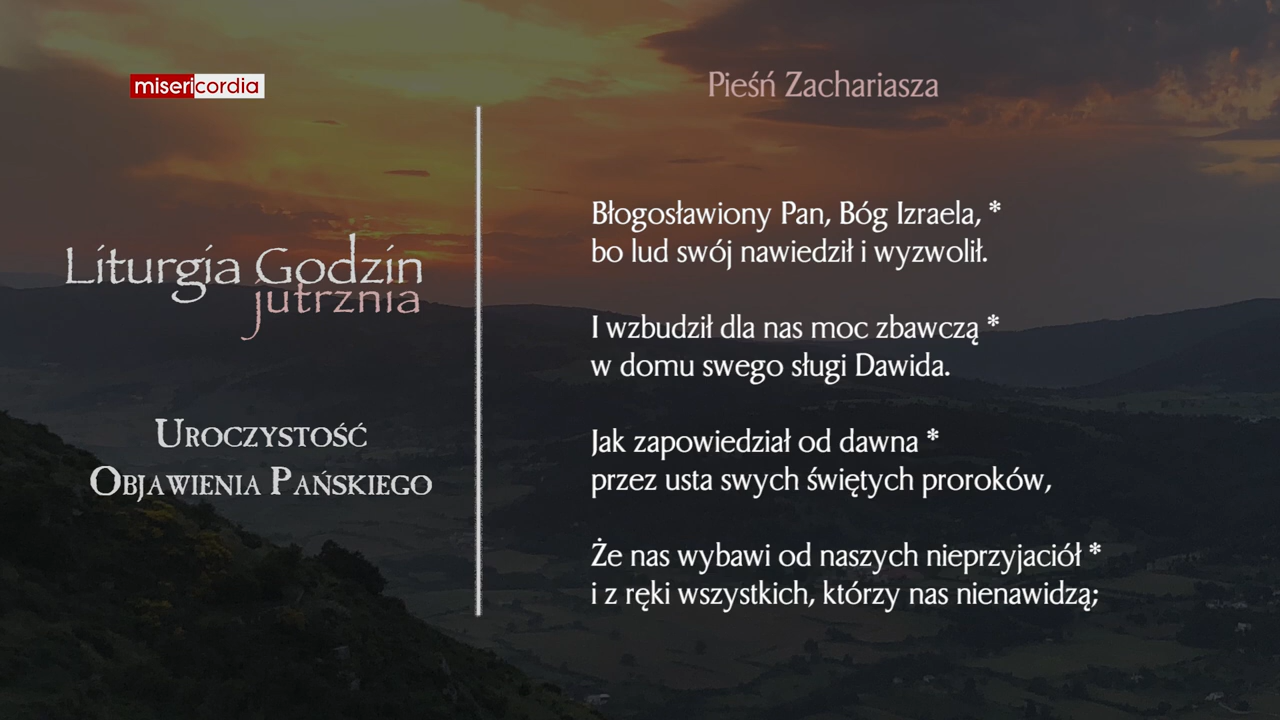 misericordia
Liturgia Godzin
jutrznia
Uroczystość
Objawienia Pańskiego
Pieśń Zachariasza
Błogosławiony Pan, Bóg Izraela, *
bo lud swój nawiedził i wyzwolił.
I wzbudził dla nas moc zbawczą *
w domu swego sługi Dawida.
Jak zapowiedział od dawna *
przez usta swych świętych proroków,
Że nas wybawi od naszych nieprzyjaciół *
i z ręki wszystkich, którzy nas nienawidzą;